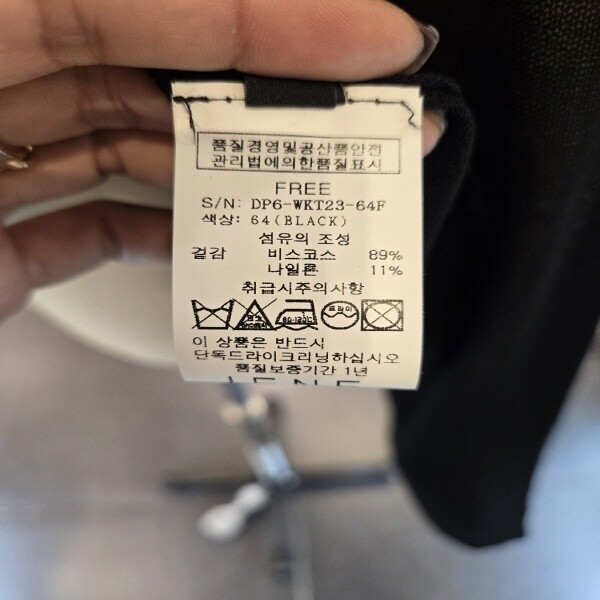 품질경영및공산품안전
관리법에의한품질표시
FREE
S/N: DP6-WKT23-64F
색상: 64(BLACK)
섬유의 조성
겉감 비스코스 89%
나일론 11%
취급시주의사항
드라이
이 상품은 반드시
단독드라이크리닝하십시오
품질보증기간 1년